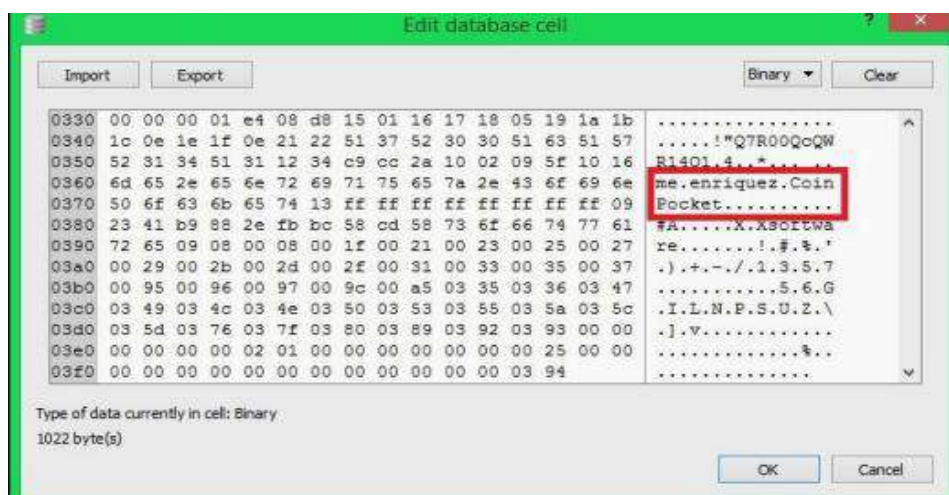 Edit database cell
? ×
Import Export Binary Clear
0330 00 00 00 01 e4 08 d8 15 01 16 17 18 05 19 1a 1b ................
0340 1c 0e 1e 1f 0e 21 22 51 37 52 30 30 51 63 51 57 .....!"Q7R00QcQW
0350 52 31 34 51 31 12 34 c9 cc 2a 10 02 09 5f 10 16 R14Q1.4..*... ..
0360 6d 65 2e 65 6e 72 69 71 75 65 7a 2e 43 6f 69 6e me.enriquez.Coin
0370 50 6f 63 6b 65 74 13 ff ff ff ff ff ff ff ff 09 Pocket..........
0380 23 41 b9 88 2e fb bc 58 cd 58 73 6f 66 74 77 61 #A.....X.Xsoftwa
0390 72 65 09 08 00 08 00 1f 00 21 00 23 00 25 00 27 re.......!.#.%.'
03a0 00 29 00 2b 00 2d 00 2f 00 31 00 33 00 35 00 37 .).+.-./.1.3.5.7
03b0 00 95 00 96 00 97 00 9c 00 a5 03 35 03 36 03 47 ...........5.6.G
03c0 03 49 03 4c 03 4e 03 50 03 53 03 55 03 5a 03 5c .I.L.N.P.S.U.Z.\
03d0 03 5d 03 76 03 7f 03 80 03 89 03 92 03 93 00 00 .].v............
03e0 00 00 00 00 02 01 00 00 00 00 00 00 00 25 00 00 .............%..
03f0 00 00 00 00 00 00 00 00 00 00 00 00 03 94 ..............
Type of data currently in cell: Binary
1022 byte(s)
OK Cancel